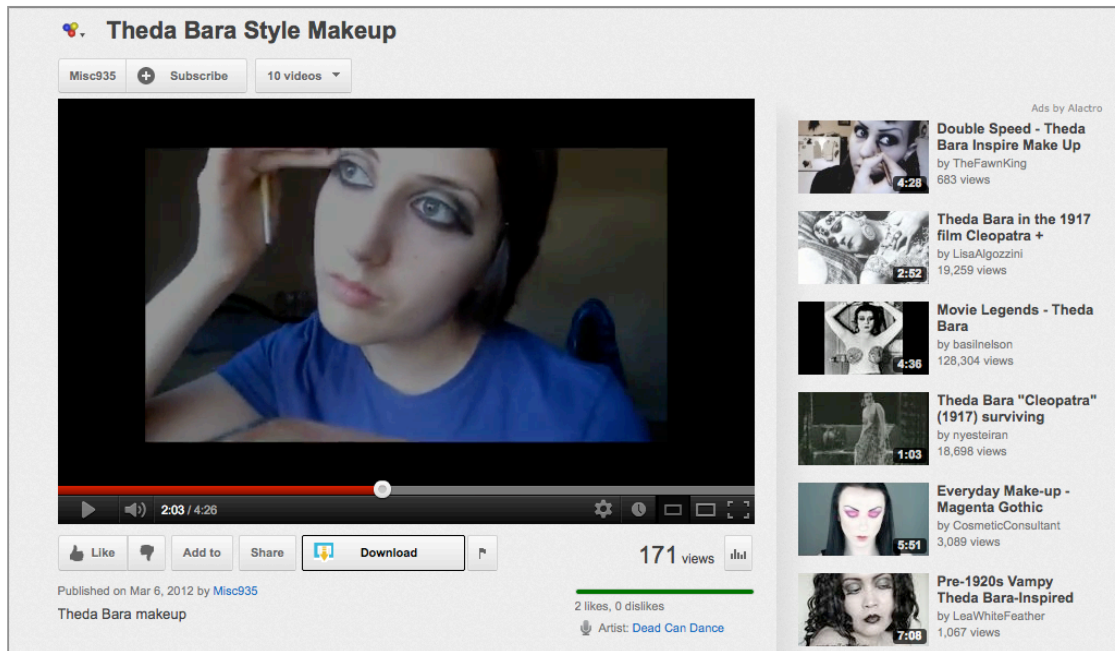 Theda Bara Style Makeup
Misc935
Subscribe
10 videos
2:03 / 4:26
Like
Add to
Share
Download
171 views
Published on Mar 6, 2012 by Misc935
Theda Bara makeup
2 likes, 0 dislikes
Artist: Dead Can Dance
Ads by Alactro
4:28
Double Speed - Theda
Bara Inspire Make Up
by TheFawnKing
683 views
2:52
Theda Bara in the 1917
film Cleopatra +
by LisaAlgozzini
19,259 views
4:36
Movie Legends - Theda
Bara
by basilnelson
128,304 views
1:03
Theda Bara "Cleopatra"
(1917) surviving
by nyesteiran
18,698 views
5:51
Everyday Make-up -
Magenta Gothic
by CosmeticConsultant
3,089 views
7:08
Pre-1920s Vampy
Theda Bara-Inspired
by LeaWhiteFeather
1,067 views